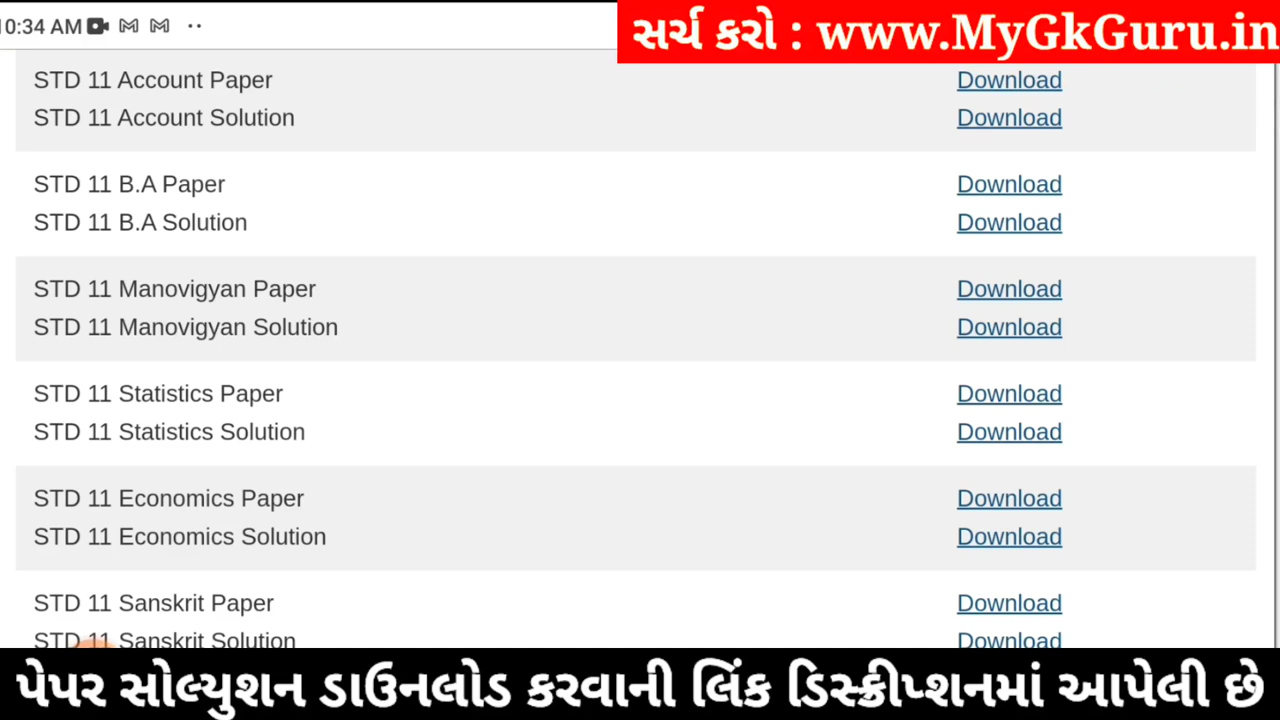 10:34 AM
સર્ચ કરો : www.MyGkGuru.in
STD 11 Account Paper Download
STD 11 Account Solution Download
STD 11 B.A Paper Download
STD 11 B.A Solution Download
STD 11 Manovigyan Paper Download
STD 11 Manovigyan Solution Download
STD 11 Statistics Paper Download
STD 11 Statistics Solution Download
STD 11 Economics Paper Download
STD 11 Economics Solution Download
STD 11 Sanskrit Paper Download
STD 11 Sanskrit Solution Download
પેપર સોલ્યુશન ડાઉનલોડ કરવાની લિંક ડિસ્ક્રીપ્શનમાં આપેલી છે